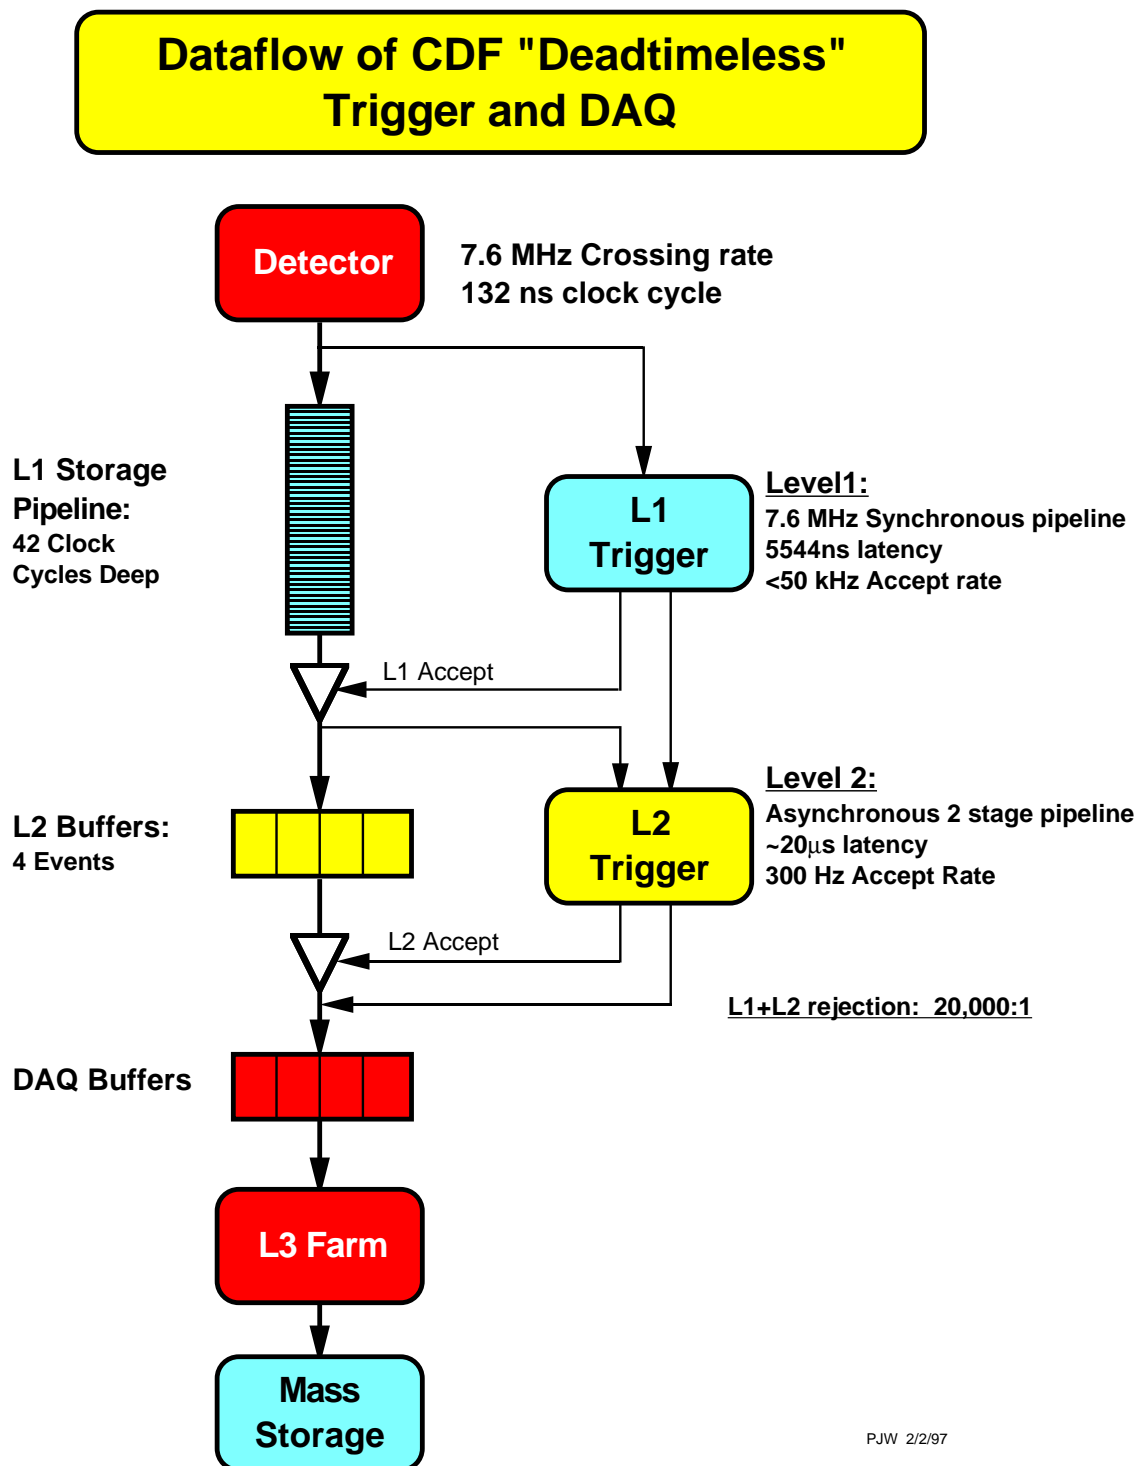 Dataflow of CDF "Deadtimeless"
Trigger and DAQ
Detector
7.6 MHz Crossing rate
132 ns clock cycle
L1 Storage
Pipeline:
42 Clock
Cycles Deep
L1
Trigger
Level1:
7.6 MHz Synchronous pipeline
5544ns latency
<50 kHz Accept rate
L1 Accept
L2 Buffers:
4 Events
L2
Trigger
Level 2:
Asynchronous 2 stage pipeline
~20μs latency
300 Hz Accept Rate
L2 Accept
L1+L2 rejection: 20,000:1
DAQ Buffers
L3 Farm
Mass
Storage
PJW 2/2/97